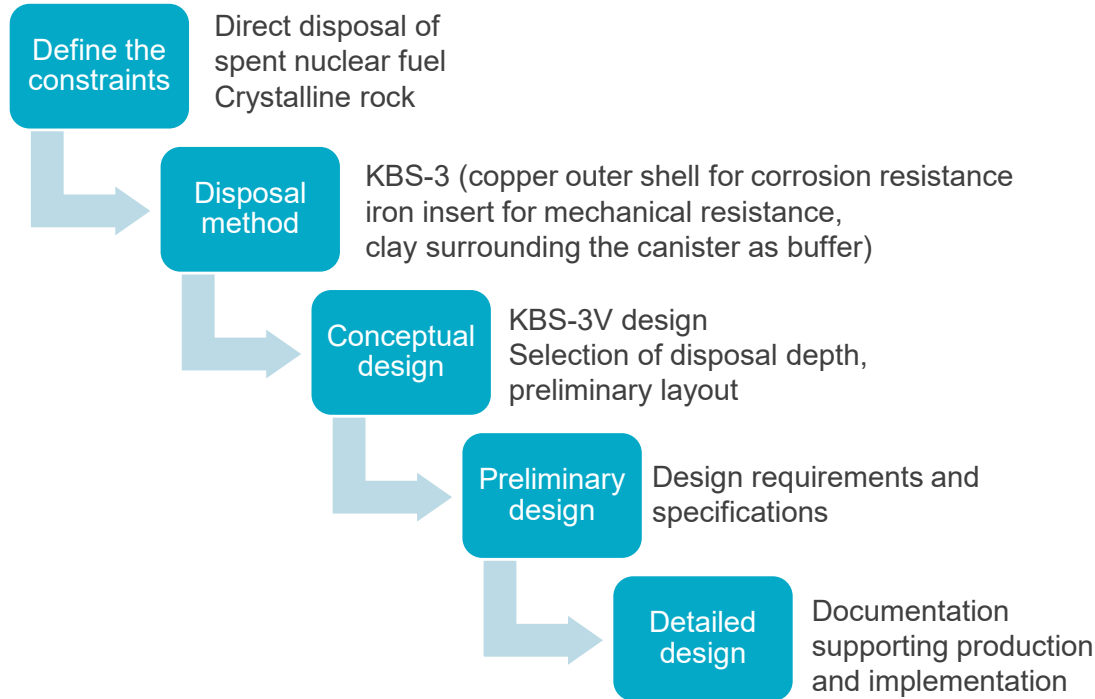 Define the
constraints
Direct disposal of
spent nuclear fuel
Crystalline rock
Disposal
method
KBS-3 (copper outer shell for corrosion resistance
iron insert for mechanical resistance,
clay surrounding the canister as buffer)
Conceptual
design
KBS-3V design
Selection of disposal depth,
preliminary layout
Preliminary
design
Design requirements and
specifications
Detailed
design
Documentation
supporting production
and implementation